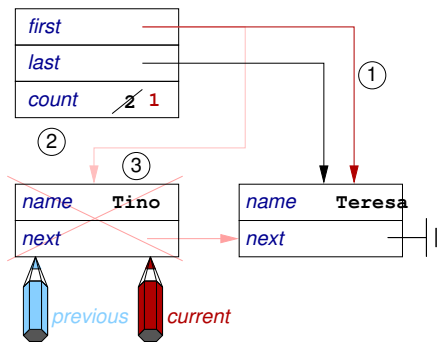 first
last
1
count 2 1
2
3
name Tino name Teresa
next next
previous current